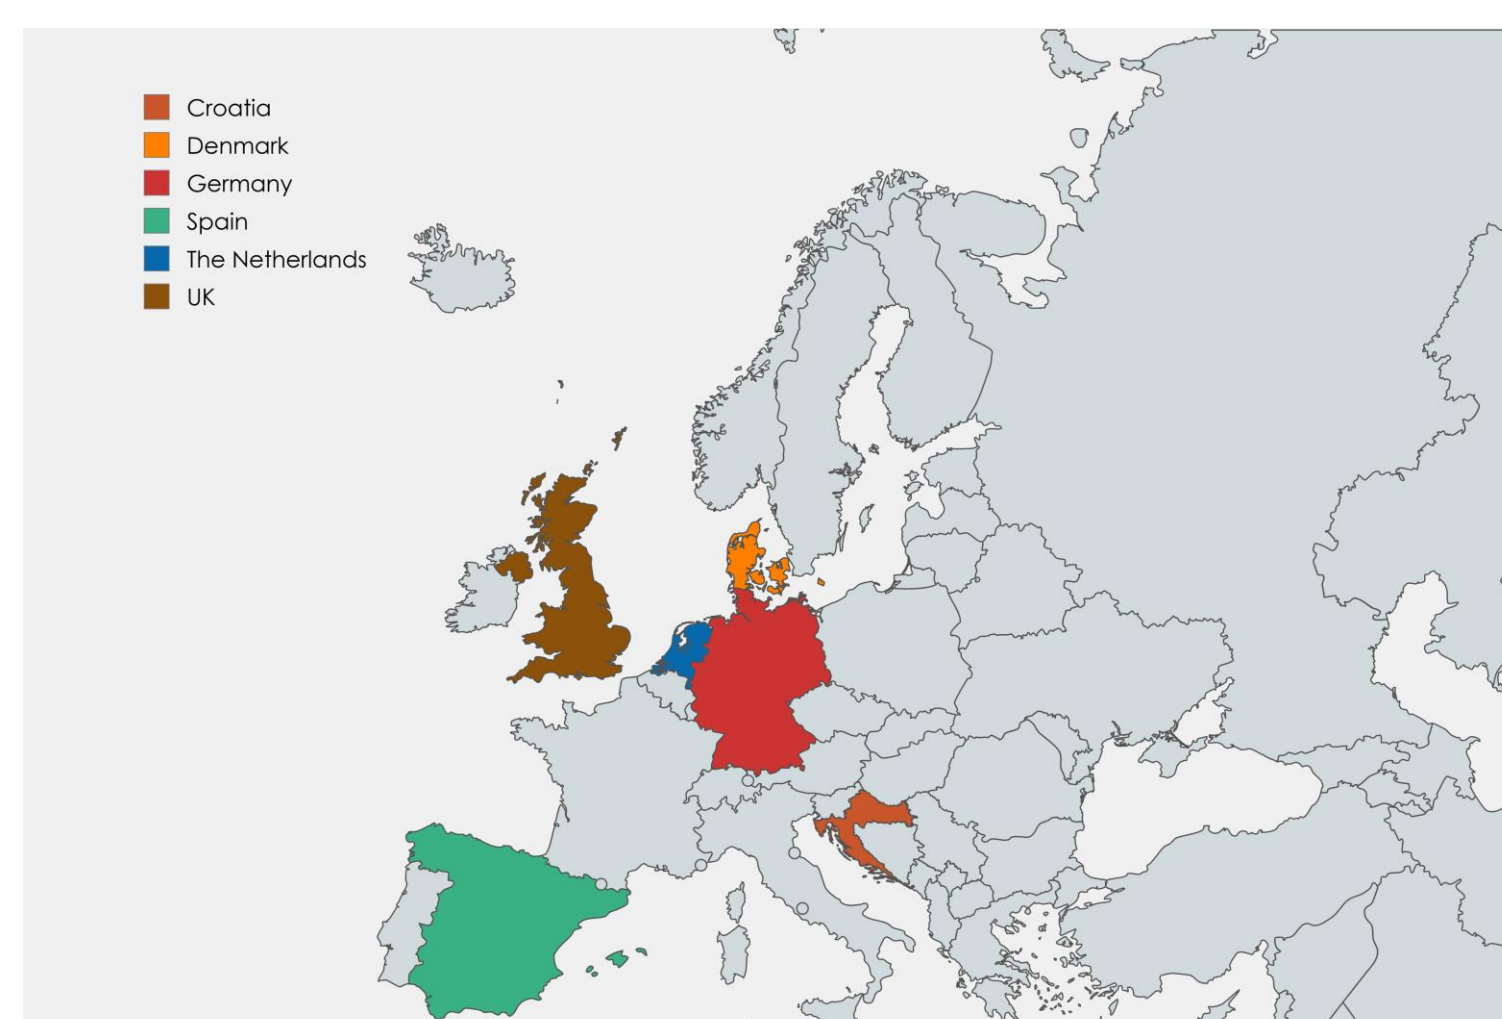 Croatia
Denmark
Germany
Spain
The Netherlands
UK